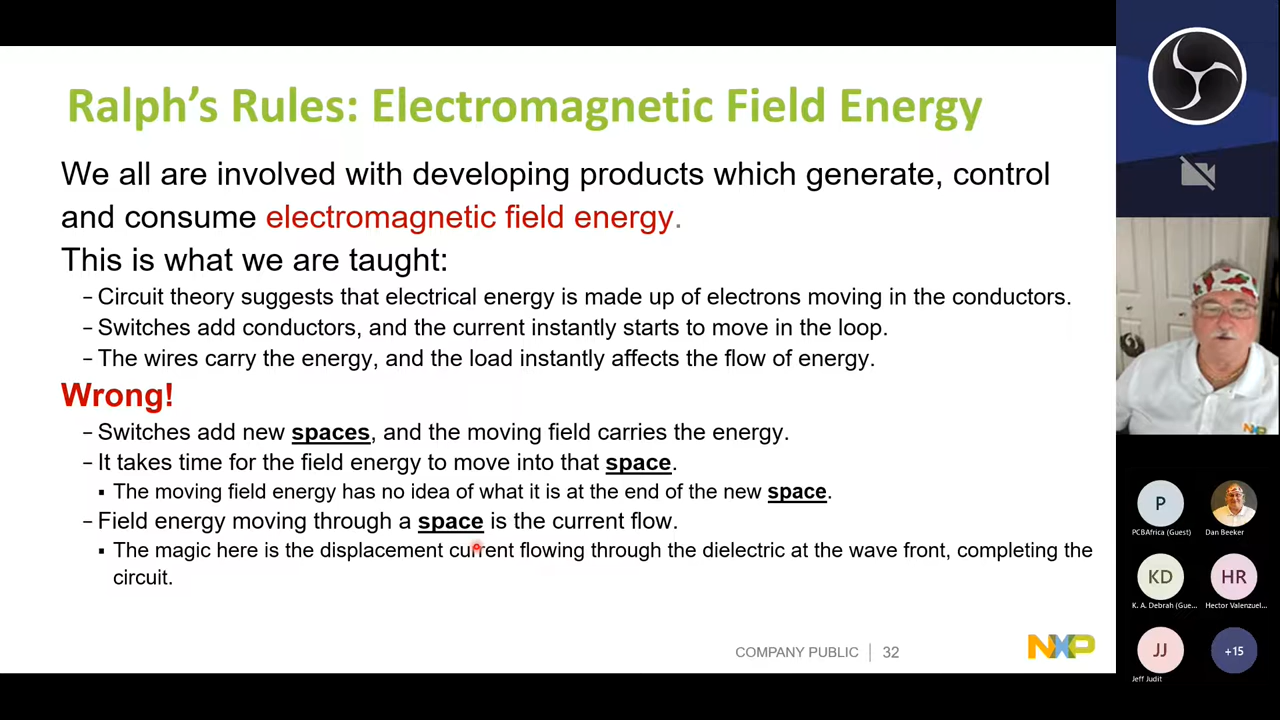 Ralph's Rules: Electromagnetic Field Energy
We all are involved with developing products which generate, control
and consume electromagnetic field energy.
This is what we are taught:
– Circuit theory suggests that electrical energy is made up of electrons moving in the conductors.
– Switches add conductors, and the current instantly starts to move in the loop.
– The wires carry the energy, and the load instantly affects the flow of energy.
Wrong!
– Switches add new spaces, and the moving field carries the energy.
– It takes time for the field energy to move into that space.
▪ The moving field energy has no idea of what it is at the end of the new space.
– Field energy moving through a space is the current flow.
▪ The magic here is the displacement current flowing through the dielectric at the wave front, completing the
circuit.
COMPANY PUBLIC | 32
NXP
NXP
P
PCBAfrica (Guest)
Dan Beeker
KD
K. A. Debrah (Gue...
HR
Hector Valenzuel...
JJ
Jeff Judit
+15